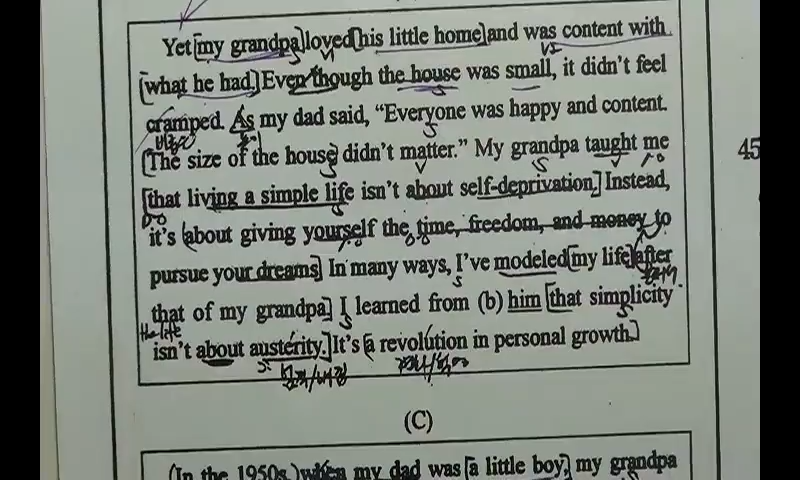 Yet my grandpa loved his little home and was content with
what he had. Even though the house was small, it didn't feel
cramped. As my dad said, "Everyone was happy and content.
The size of the house didn't matter." My grandpa taught me
45
that living a simple life isn't about self-deprivation. Instead,
it's about giving yourself the time, freedom, and money to
pursue your dreams. In many ways, I've modeled my life after
that of my grandpa. I learned from (b) him that simplicity
the life
isn't about austerity. It's a revolution in personal growth.
(C)
(In the 1950s,) when my dad was a little boy, my grandpa